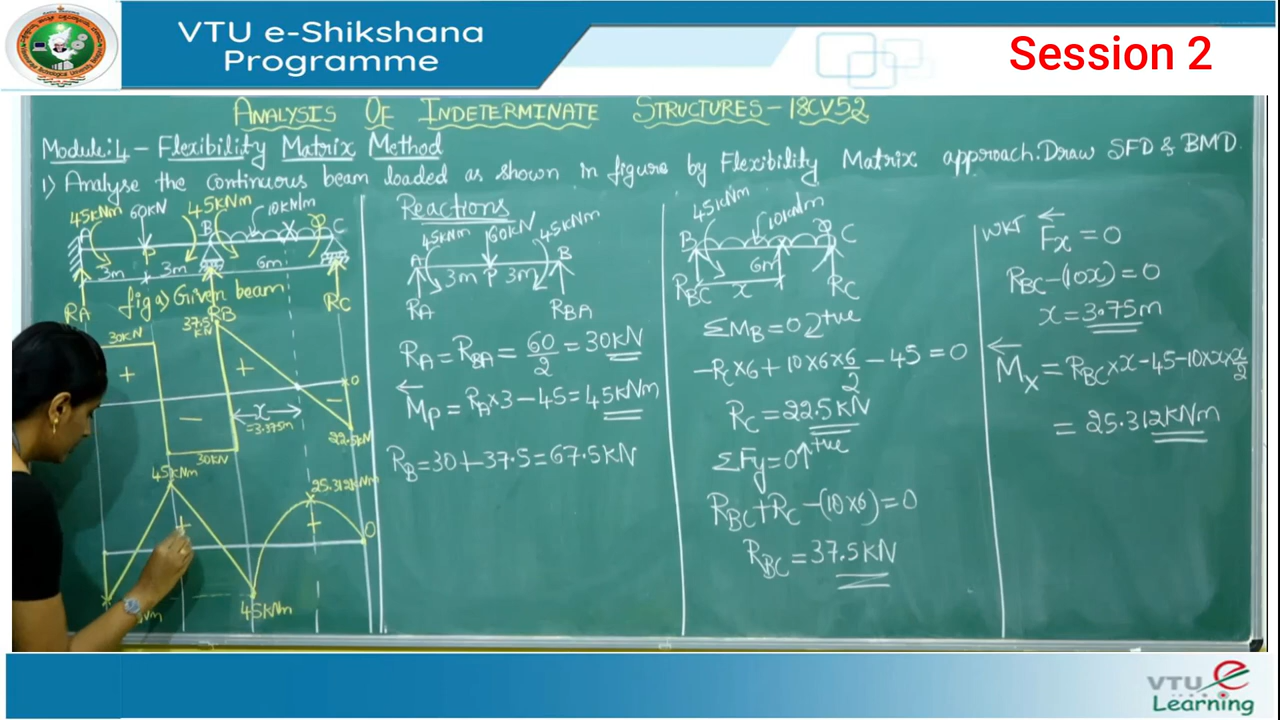 VTU e-Shikshana
Programme
Session 2
ANALYSIS OF INDETERMINATE STRUCTURES-18CV52
Module:4 - Flexibility Matrix Method
1) Analyse the continuous beam loaded as shown in figure by Flexibility Matrix approach. Draw SFD & BMD.
45kNm 60kN 45kNm 10kN/m
A B C
3m P 3m 6m
fig a) Given beam
RA RB RC
30kN 37.5 kN
+ − + − 0
x =3.375m
30kN 22.5kN
45kNm 25.312kNm
+ + 0
45kNm
Reactions
45kNm 60kN 45kNm
A B
3m P 3m
RA RBA
RA = RBA = 60/2 = 30kN
Mp = RA×3 − 45 = 45kNm
RB = 30 + 37.5 = 67.5kN
45kNm 10kN/m
B C
6m
RBC x RC
ΣMB = 0 +ve
−RC×6 + 10×6×6/2 − 45 = 0
RC = 22.5kN
ΣFy = 0↑ +ve
RBC + RC − (10×6) = 0
RBC = 37.5kN
WKT Fx = 0
RBC − (10x) = 0
x = 3.75m
Mx = RBC×x − 45 − 10×x×x/2
= 25.312kNm
VTU e
Learning